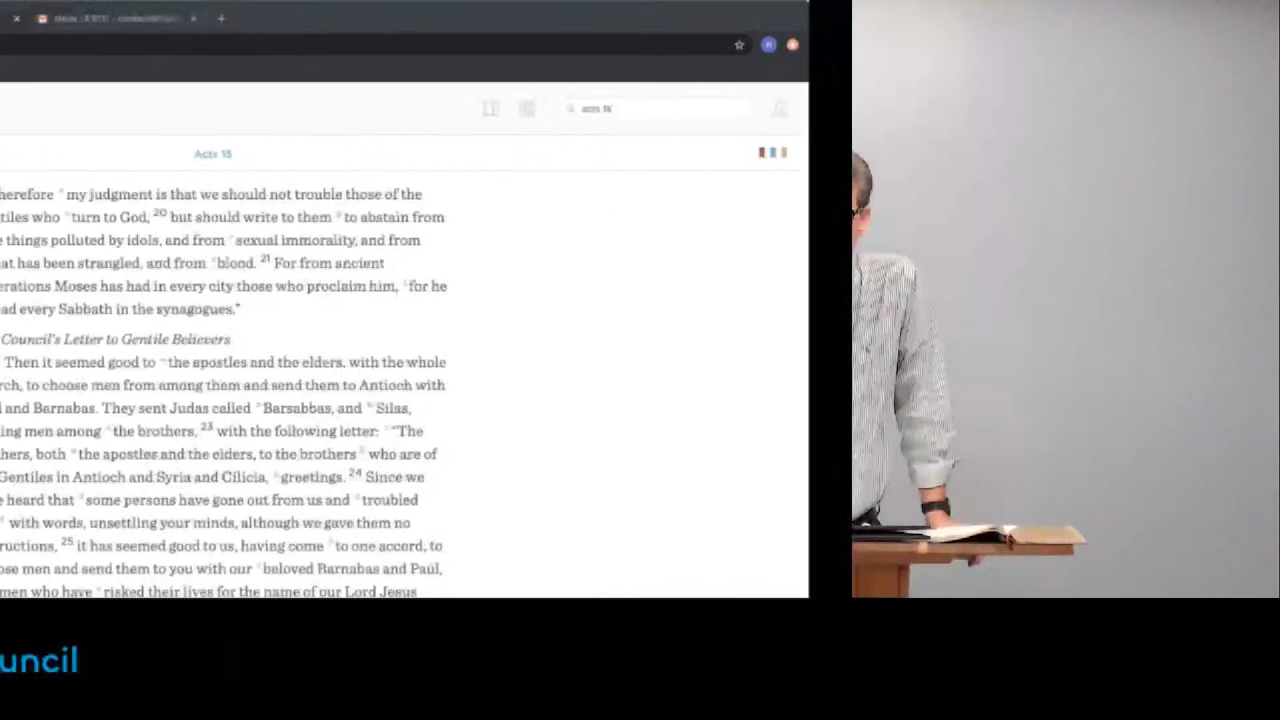 acts 15
Acts 15
herefore my judgment is that we should not trouble those of the
tiles who turn to God, 20 but should write to them to abstain from
e things polluted by idols, and from sexual immorality, and from
at has been strangled, and from blood. 21 For from ancient
erations Moses has had in every city those who proclaim him, for he
ad every Sabbath in the synagogues."
Council's Letter to Gentile Believers
Then it seemed good to the apostles and the elders, with the whole
rch, to choose men from among them and send them to Antioch with
l and Barnabas. They sent Judas called Barsabbas, and Silas,
ing men among the brothers, 23 with the following letter: "The
hers, both the apostles and the elders, to the brothers who are of
Gentiles in Antioch and Syria and Cilicia, greetings. 24 Since we
e heard that some persons have gone out from us and troubled
with words, unsettling your minds, although we gave them no
ructions, 25 it has seemed good to us, having come to one accord, to
ose men and send them to you with our beloved Barnabas and Paul,
men who have risked their lives for the name of our Lord Jesus
uncil